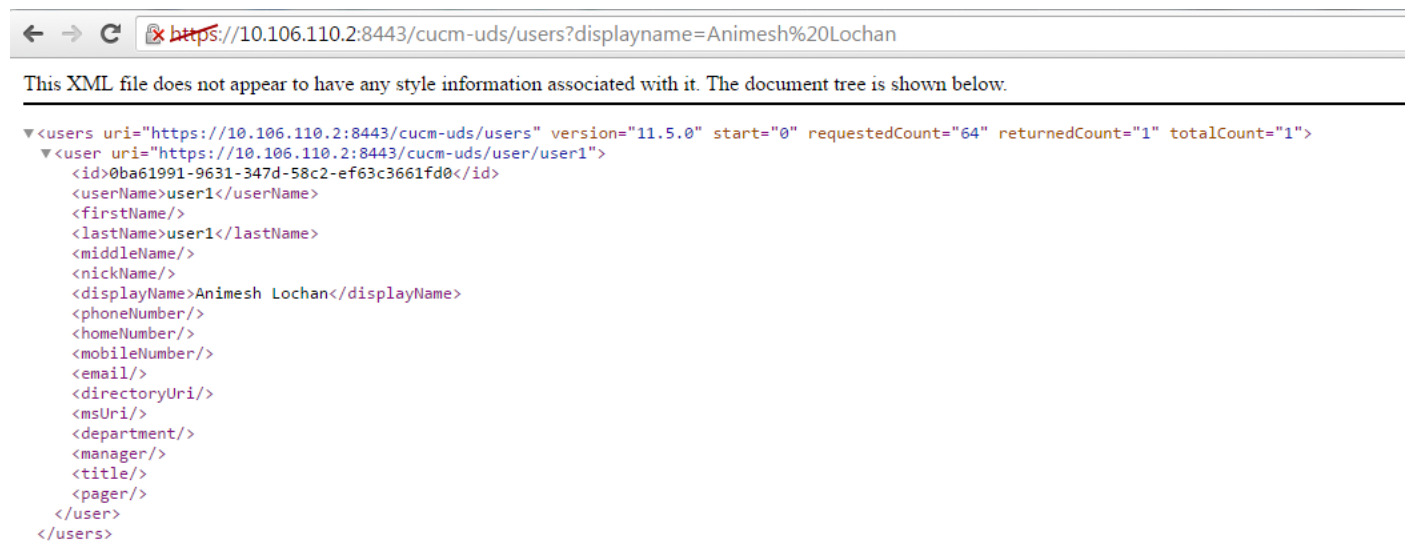 https://10.106.110.2:8443/cucm-uds/users?displayname=Animesh%20Lochan
This XML file does not appear to have any style information associated with it. The document tree is shown below.
▼<users uri="https://10.106.110.2:8443/cucm-uds/users" version="11.5.0" start="0" requestedCount="64" returnedCount="1" totalCount="1">
▼<user uri="https://10.106.110.2:8443/cucm-uds/user/user1">
<id>0ba61991-9631-347d-58c2-ef63c3661fd0</id>
<userName>user1</userName>
<firstName/>
<lastName>user1</lastName>
<middleName/>
<nickName/>
<displayName>Animesh Lochan</displayName>
<phoneNumber/>
<homeNumber/>
<mobileNumber/>
<email/>
<directoryUri/>
<msUri/>
<department/>
<manager/>
<title/>
<pager/>
</user>
</users>